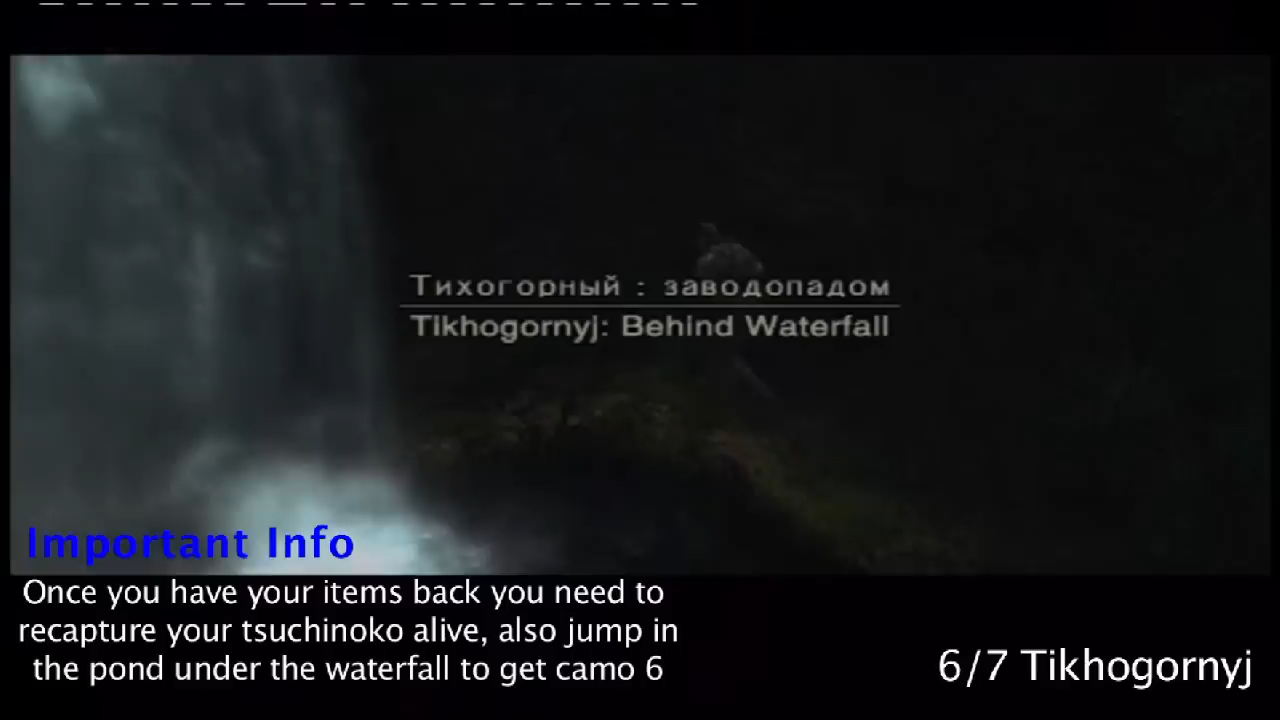 Тихогорный : заводопадом
Tikhogornyj: Behind Waterfall
Important Info
Once you have your items back you need to
recapture your tsuchinoko alive, also jump in
the pond under the waterfall to get camo 6
6/7 Tikhogornyj